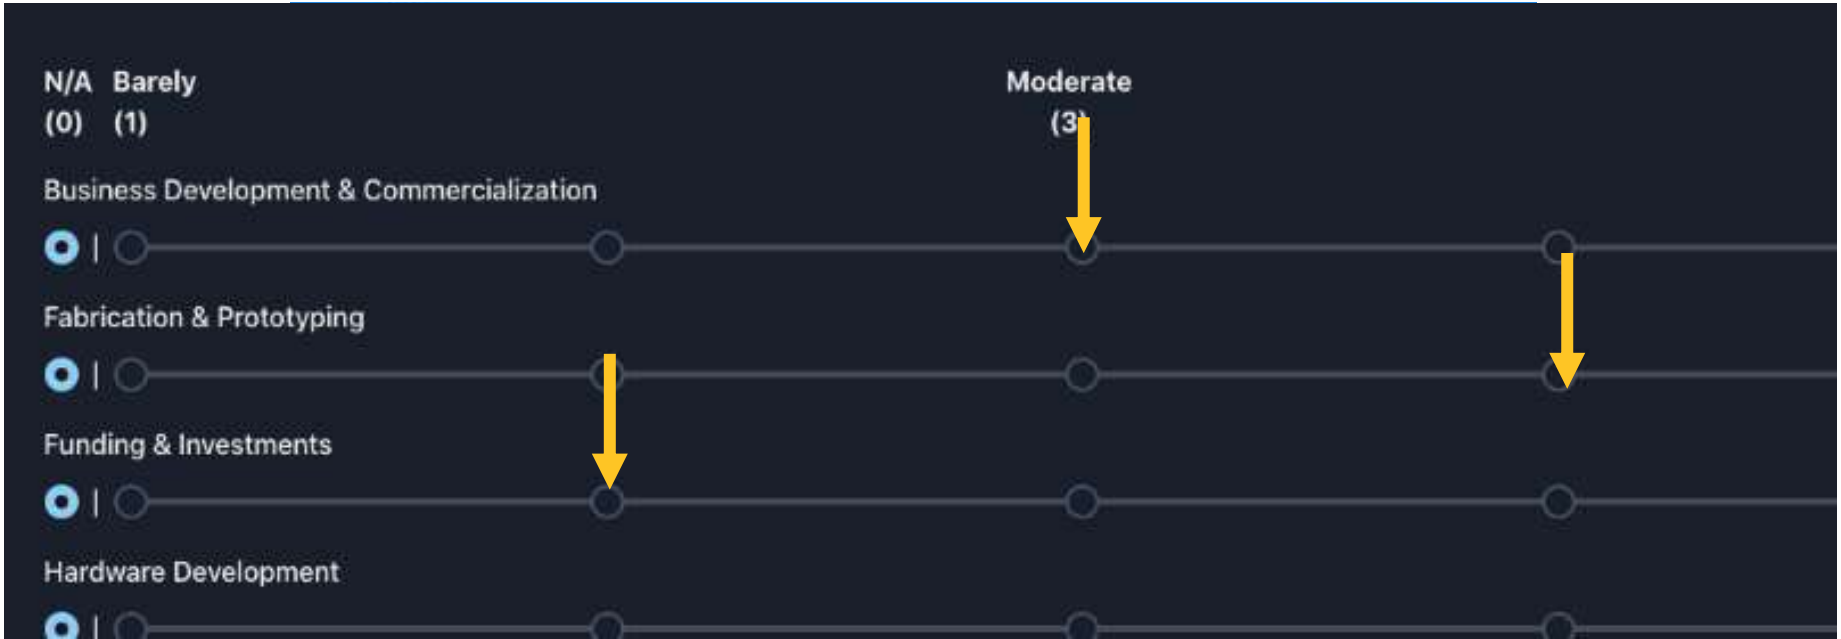 N/A Barely Moderate
(0) (1) (3)
Business Development & Commercialization
Fabrication & Prototyping
Funding & Investments
Hardware Development